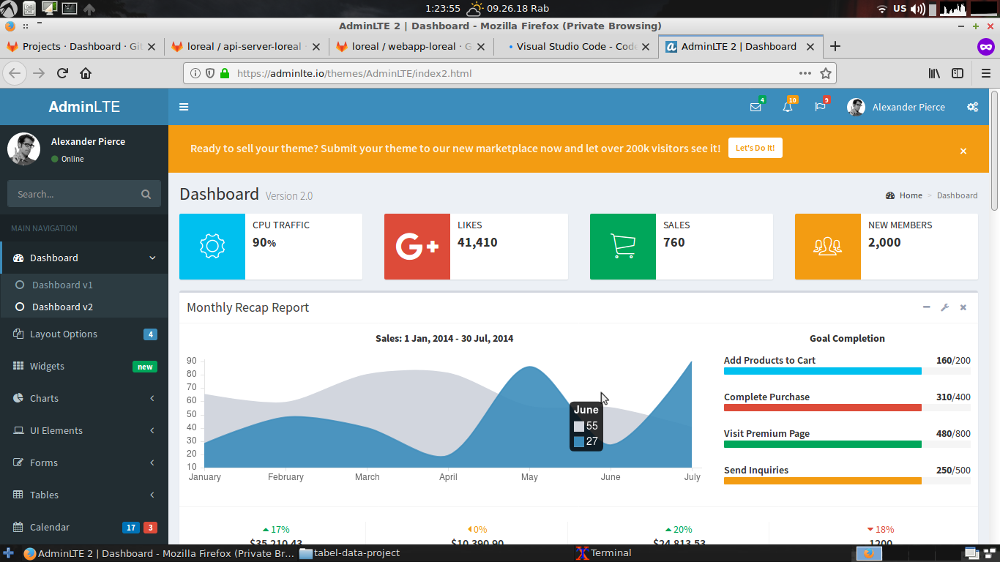 1:23:55 09.26.18 Rab US
AdminLTE 2 | Dashboard - Mozilla Firefox (Private Browsing)
Projects · Dashboard · Git
loreal / api-server-loreal
loreal / webapp-loreal · G
Visual Studio Code - Code
AdminLTE 2 | Dashboard
https://adminlte.io/themes/AdminLTE/index2.html
AdminLTE
4 10 9 Alexander Pierce
Alexander Pierce
Online
Search...
MAIN NAVIGATION
Dashboard
Dashboard v1
Dashboard v2
Layout Options 4
Widgets new
Charts
UI Elements
Forms
Tables
Calendar 17 3
Ready to sell your theme? Submit your theme to our new marketplace now and let over 200k visitors see it! Let's Do It! ×
Dashboard Version 2.0
Home > Dashboard
CPU TRAFFIC
90%
G+
LIKES
41,410
SALES
760
NEW MEMBERS
2,000
Monthly Recap Report
Sales: 1 Jan, 2014 - 30 Jul, 2014
90
80
70
60
50
40
30
20
10
January February March April May June July
June
55
27
Goal Completion
Add Products to Cart 160/200
Complete Purchase 310/400
Visit Premium Page 480/800
Send Inquiries 250/500
17% 0% 20% 18%
$35,210.43 $10,390.90 $24,813.53 1200
AdminLTE 2 | Dashboard - Mozilla Firefox (Private Br...
tabel-data-project
Terminal